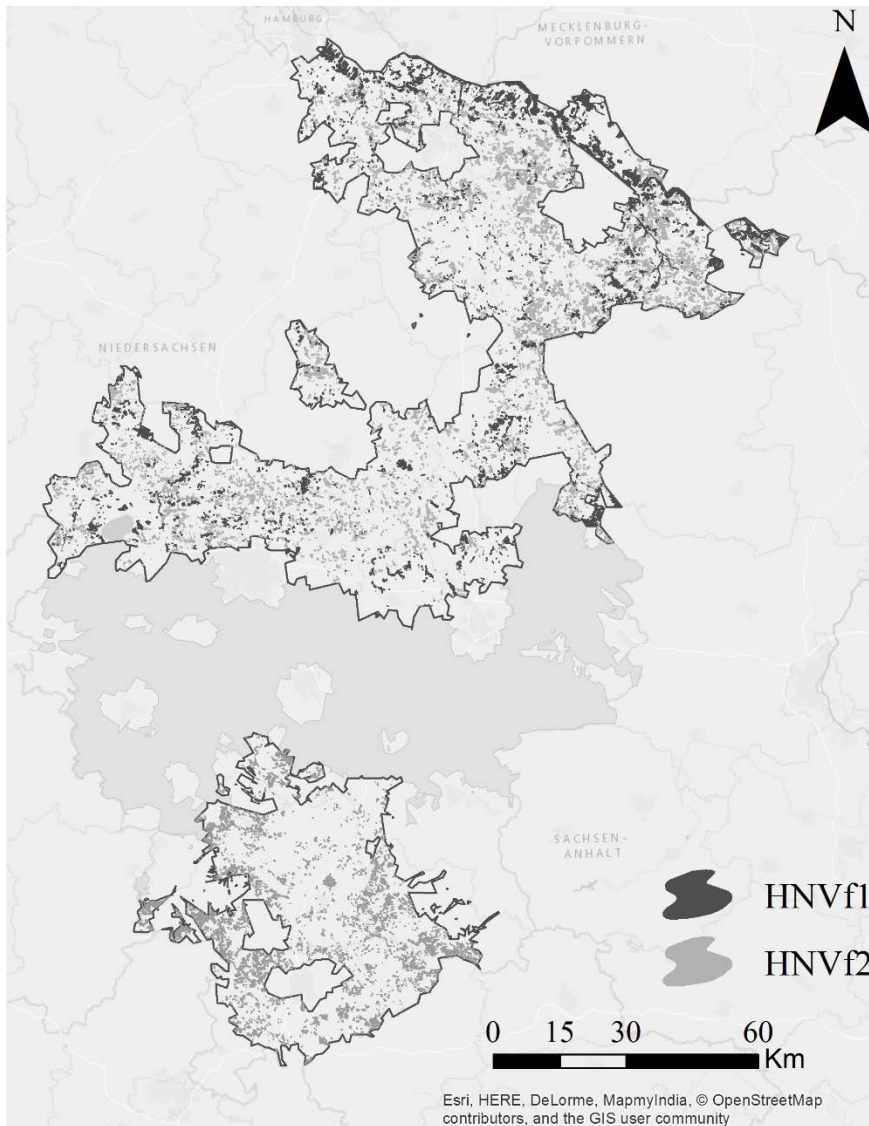 HAMBURG
MECKLENBURG-
VORPOMMERN
N
NIEDERSACHSEN
SACHSEN-
ANHALT
HNVf1
HNVf2
0 15 30 60
Km
Esri, HERE, DeLorme, MapmyIndia, © OpenStreetMap
contributors, and the GIS user community